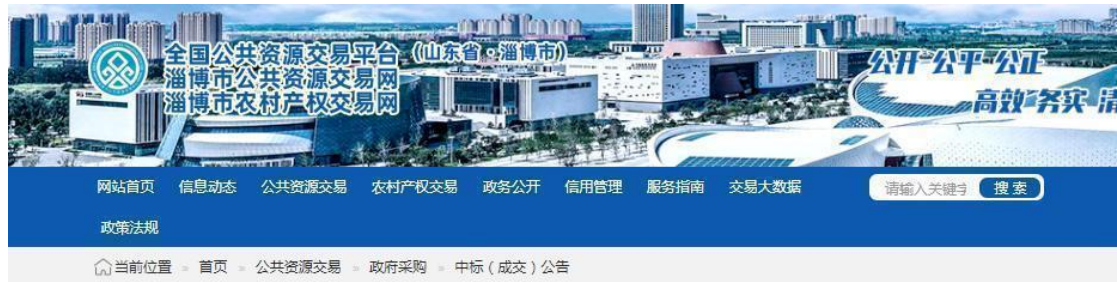 全国公共资源交易平台（山东省·淄博市）
淄博市公共资源交易网
淄博市农村产权交易网
公开 公平 公正
高效 务实
网站首页 信息动态 公共资源交易 农村产权交易 政务公开 信用管理 服务指南 交易大数据
请输入关键字 搜索
政策法规
当前位置 » 首页 » 公共资源交易 » 政府采购 » 中标（成交）公告